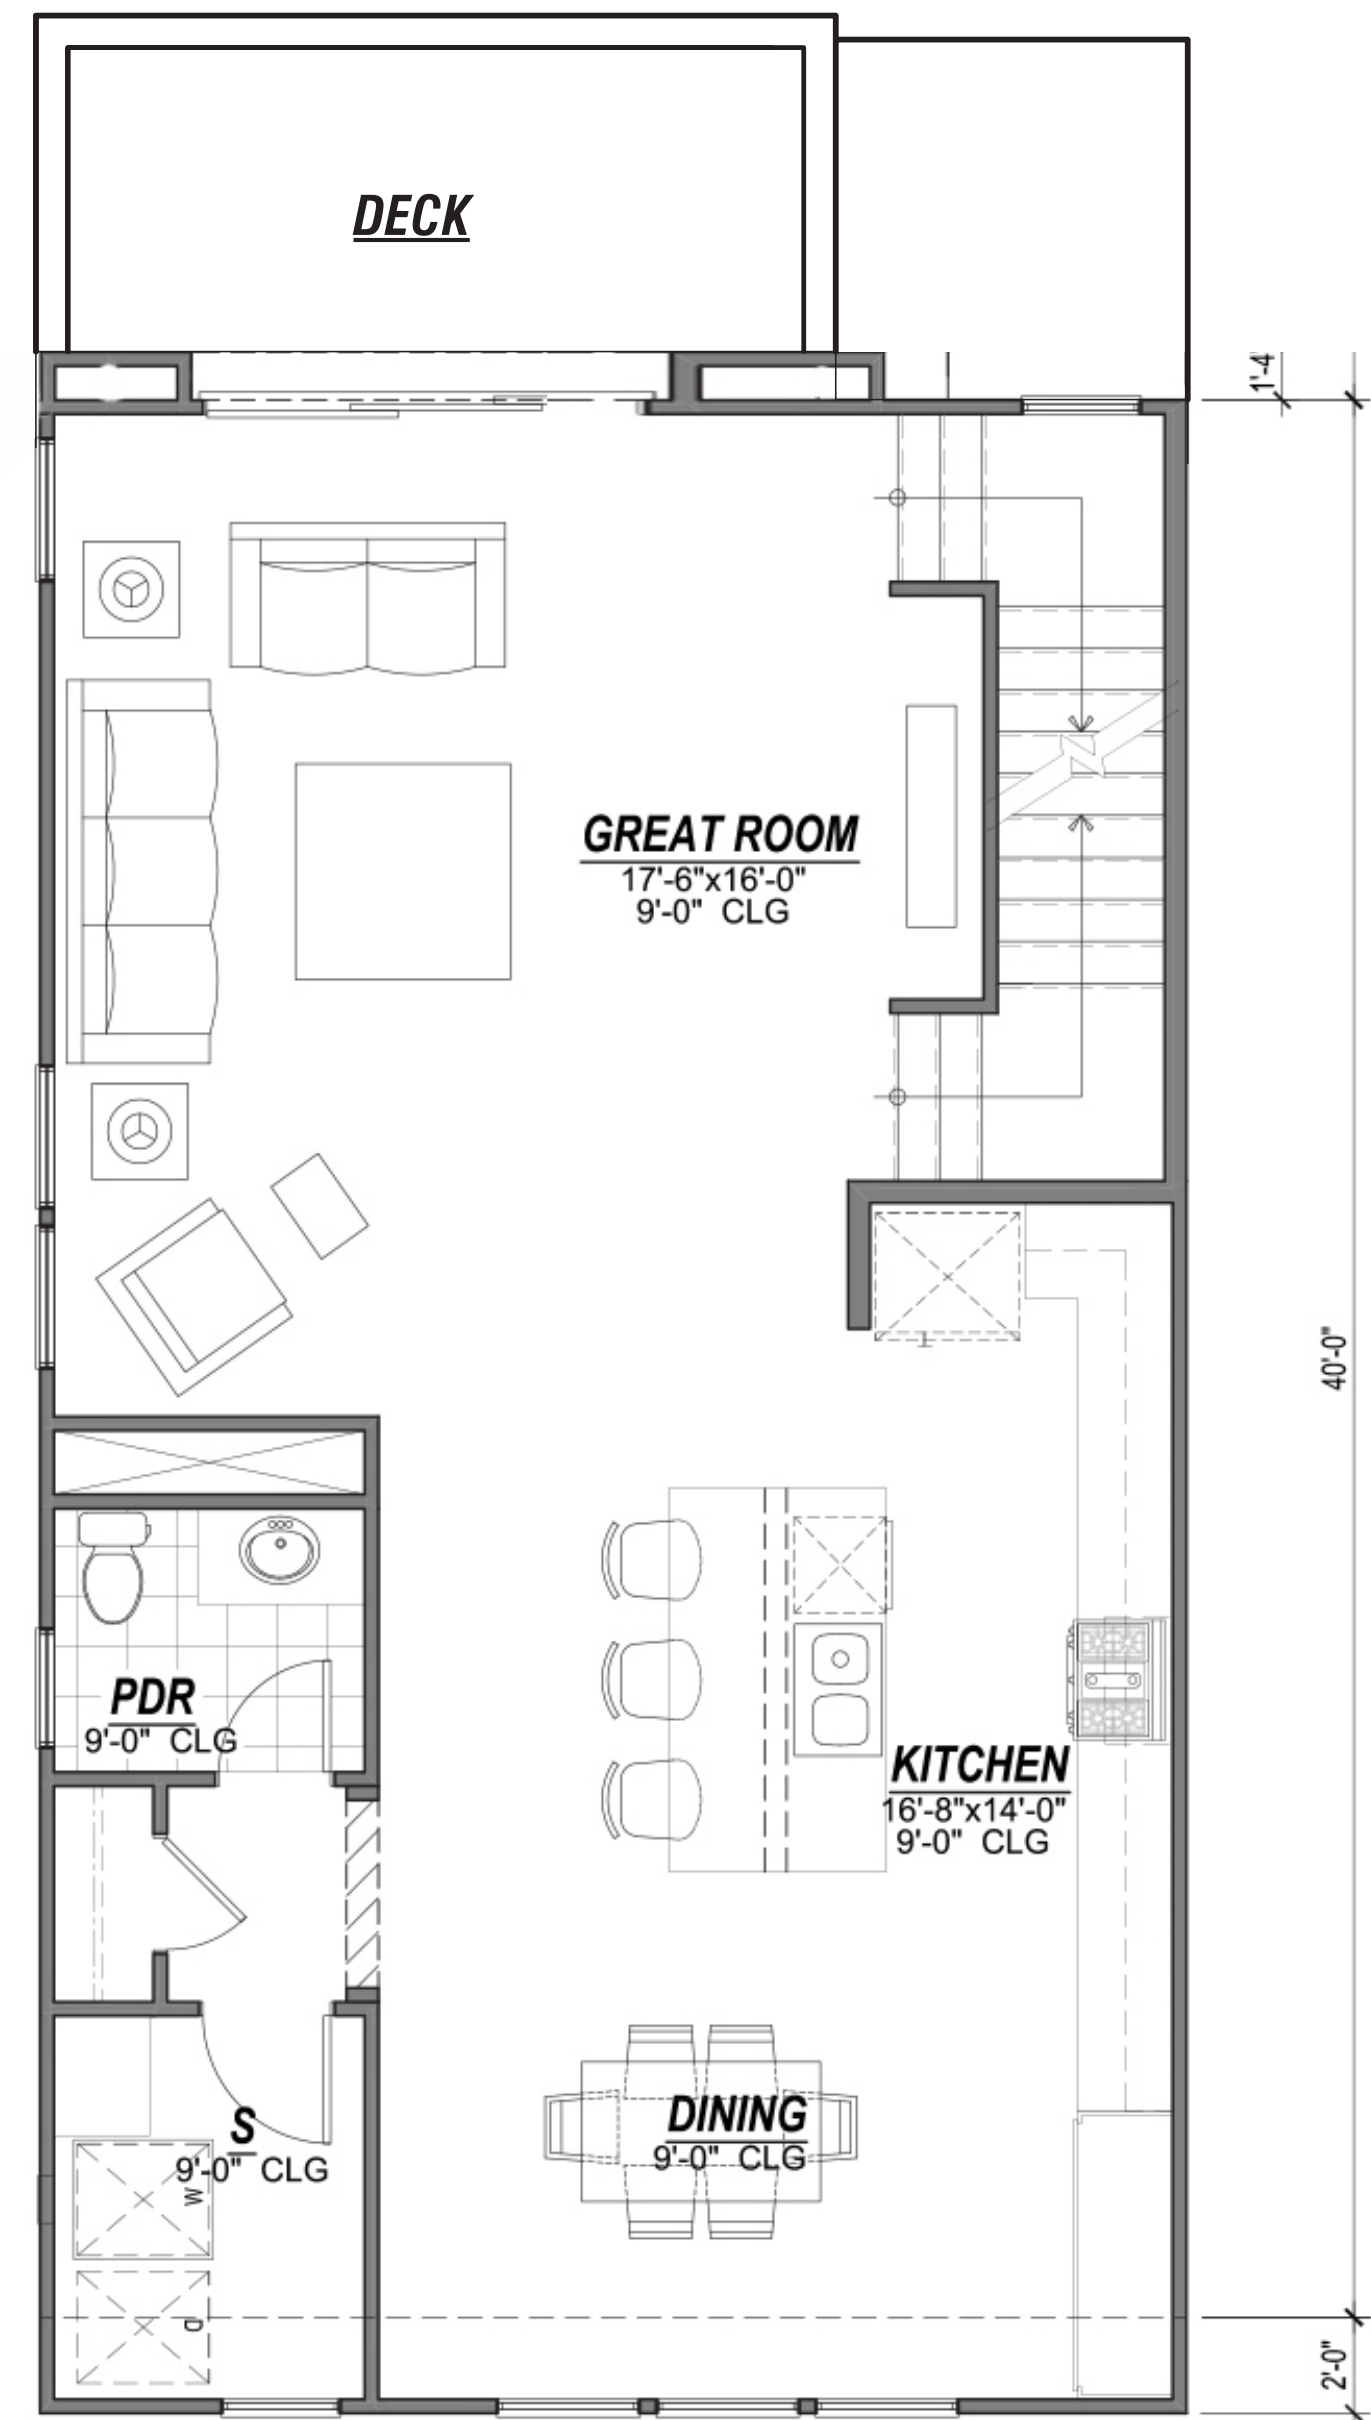 DECK
1'-4
GREAT ROOM
17'-6"x16'-0"
9'-0" CLG
40'-0"
PDR
9'-0" CLG
KITCHEN
16'-8"x14'-0"
9'-0" CLG
S
9'-0" CLG
W
D
DINING
9'-0" CLG
2'-0"